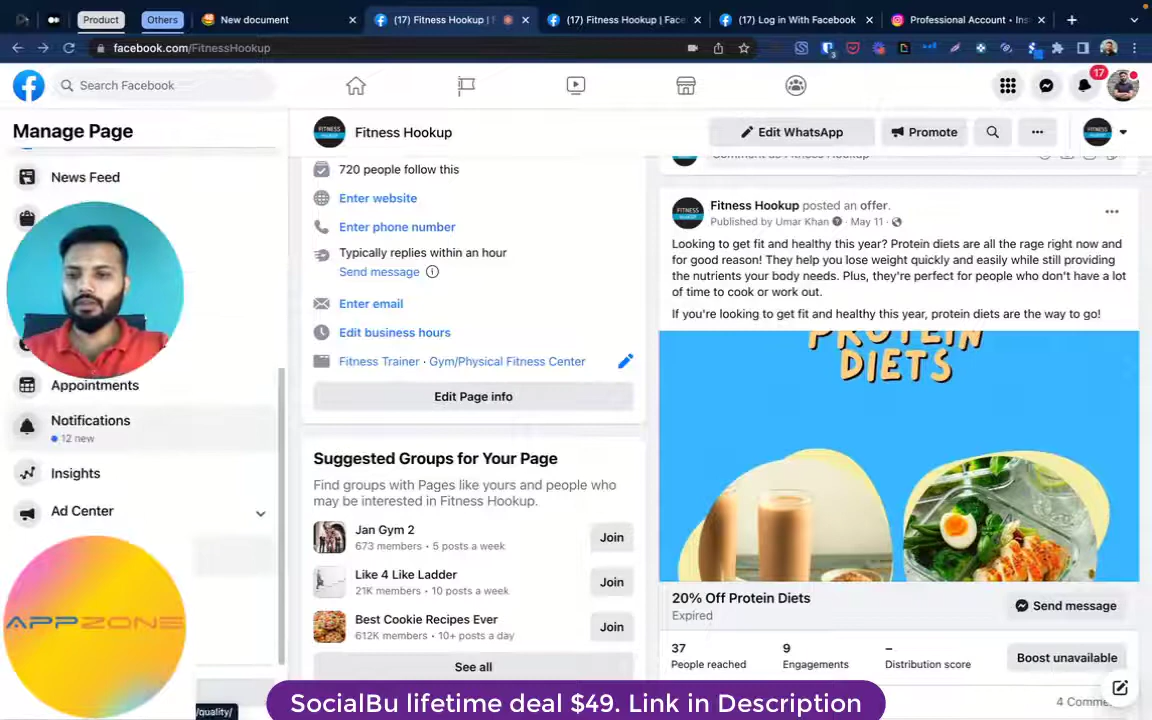 Product
Others
New document
(17) Fitness Hookup |
(17) Fitness Hookup | Face
(17) Log in With Facebook
Professional Account • Ins
facebook.com/FitnessHookup
Search Facebook
17
Manage Page
Fitness Hookup
Edit WhatsApp
Promote
News Feed
Appointments
Notifications
12 new
Insights
Ad Center
APPZONE
/quality/
720 people follow this
Enter website
Enter phone number
Typically replies within an hour
Send message
Enter email
Edit business hours
Fitness Trainer · Gym/Physical Fitness Center
Edit Page info
Suggested Groups for Your Page
Find groups with Pages like yours and people who
may be interested in Fitness Hookup.
Jan Gym 2
673 members • 5 posts a week
Join
Like 4 Like Ladder
21K members • 10 posts a week
Join
Best Cookie Recipes Ever
612K members • 10+ posts a day
Join
See all
Comment as Fitness Hookup
Fitness Hookup posted an offer.
Published by Umar Khan · May 11 ·
Looking to get fit and healthy this year? Protein diets are all the rage right now and
for good reason! They help you lose weight quickly and easily while still providing
the nutrients your body needs. Plus, they're perfect for people who don't have a lot
of time to cook or work out.
If you're looking to get fit and healthy this year, protein diets are the way to go!
PROTEIN
DIETS
20% Off Protein Diets
Expired
Send message
37
People reached
9
Engagements
–
Distribution score
Boost unavailable
4 Comme
SocialBu lifetime deal $49. Link in Description